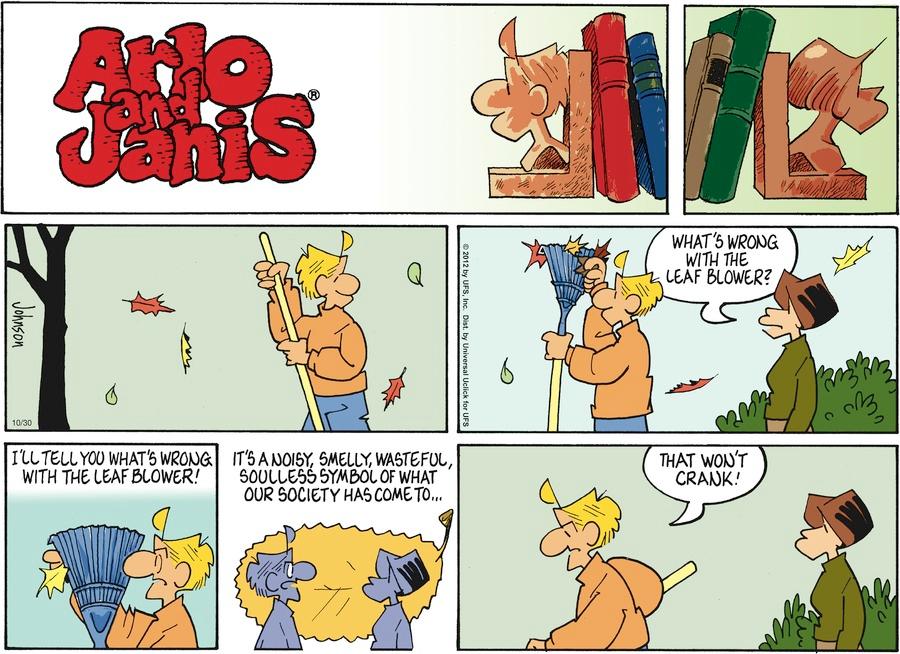 Arlo
and
Janis®
Johnson
10/30
© 2012 by UFS, Inc. Dist. by Universal Uclick for UFS
WHAT'S WRONG
WITH THE
LEAF BLOWER?
I'LL TELL YOU WHAT'S WRONG
WITH THE LEAF BLOWER!
IT'S A NOISY, SMELLY, WASTEFUL,
SOULLESS SYMBOL OF WHAT
OUR SOCIETY HAS COME TO...
THAT WON'T
CRANK!